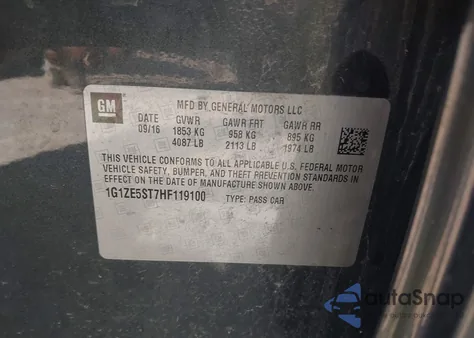 GM
MFD BY GENERAL MOTORS LLC
DATE GVWR GAWR FRT GAWR RR
09/16 1853 KG 958 KG 895 KG
4087 LB 2113 LB 1974 LB
THIS VEHICLE CONFORMS TO ALL APPLICABLE U.S. FEDERAL MOTOR
VEHICLE SAFETY, BUMPER, AND THEFT PREVENTION STANDARDS
IN EFFECT ON THE DATE OF MANUFACTURE SHOWN ABOVE.
1G1ZE5ST7HF119100 TYPE: PASS CAR
autoSnap